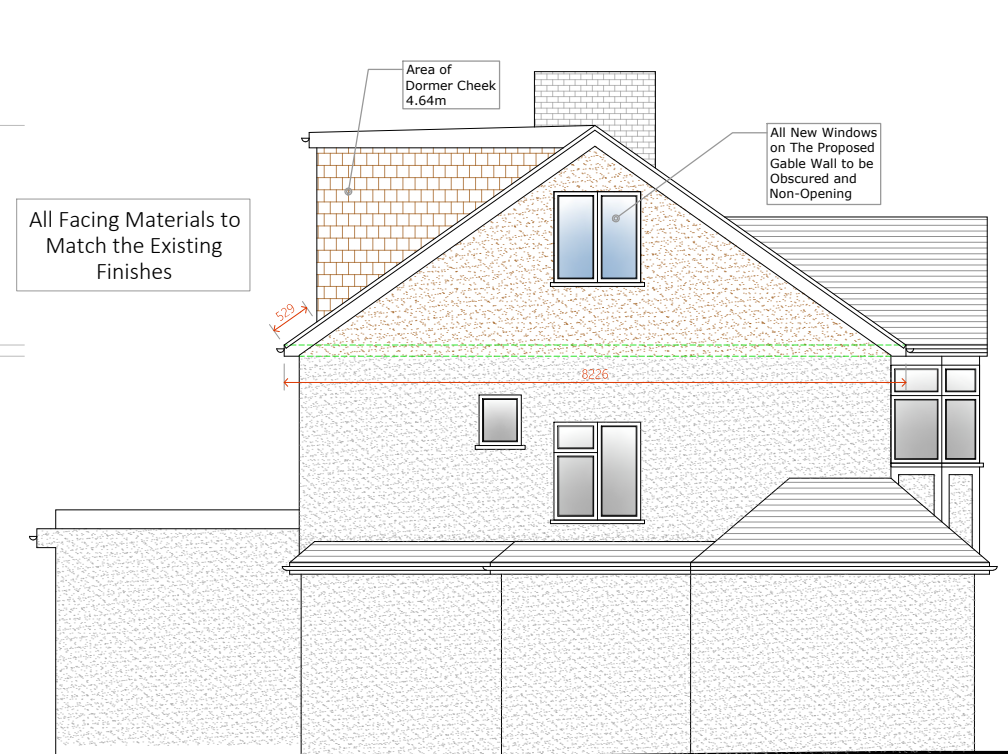 Area of
Dormer Cheek
4.64m
All New Windows
on The Proposed
Gable Wall to be
Obscured and
Non-Opening
All Facing Materials to
Match the Existing
Finishes
529
8226